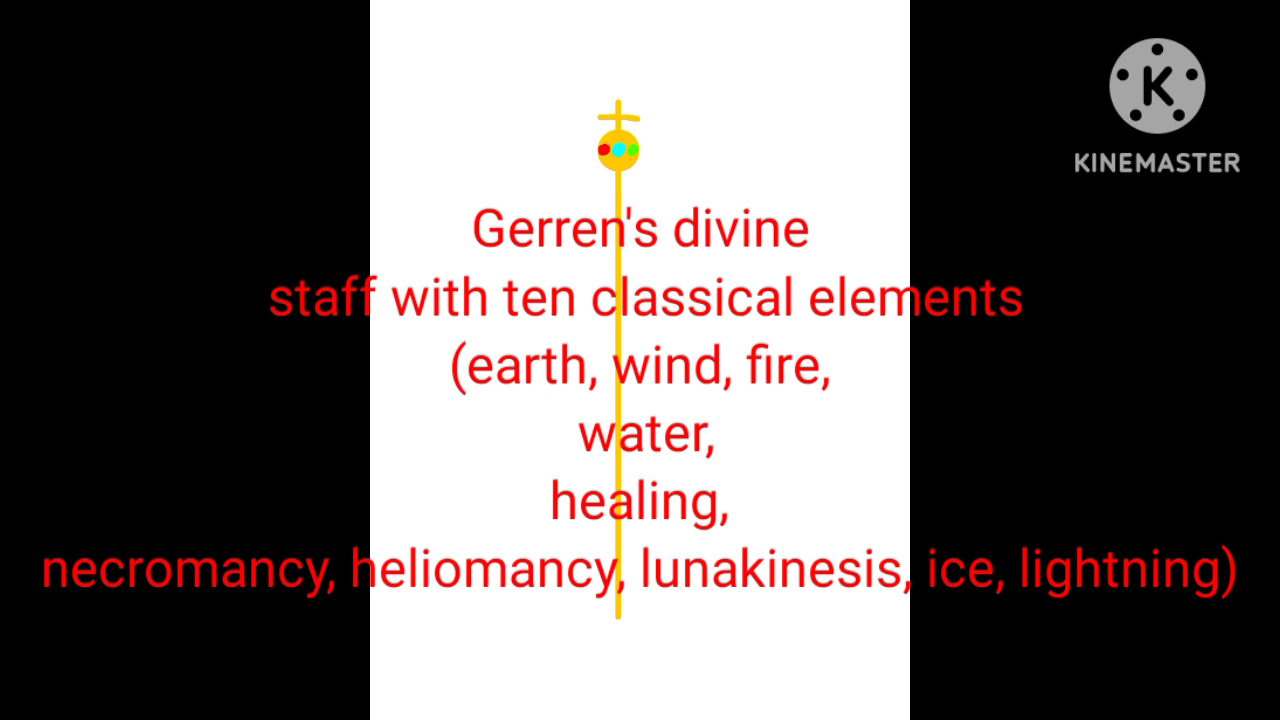 K
KINEMASTER
Gerren's divine
staff with ten classical elements
(earth, wind, fire,
water,
healing,
necromancy, heliomancy, lunakinesis, ice, lightning)